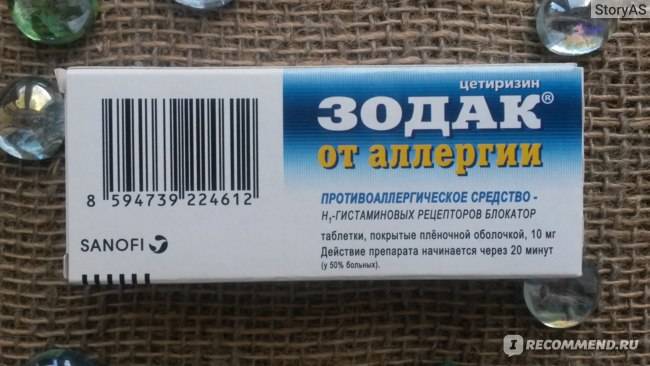 StoryAS
цетиризин
ЗОДАК®
от аллергии
8 594739 224612
ПРОТИВОАЛЛЕРГИЧЕСКОЕ СРЕДСТВО -
H₁-ГИСТАМИНОВЫХ РЕЦЕПТОРОВ БЛОКАТОР
SANOFI
таблетки, покрытые плёночной оболочкой, 10 мг
Действие препарата начинается через 20 минут
(у 50% больных).
I RECOMMEND.RU